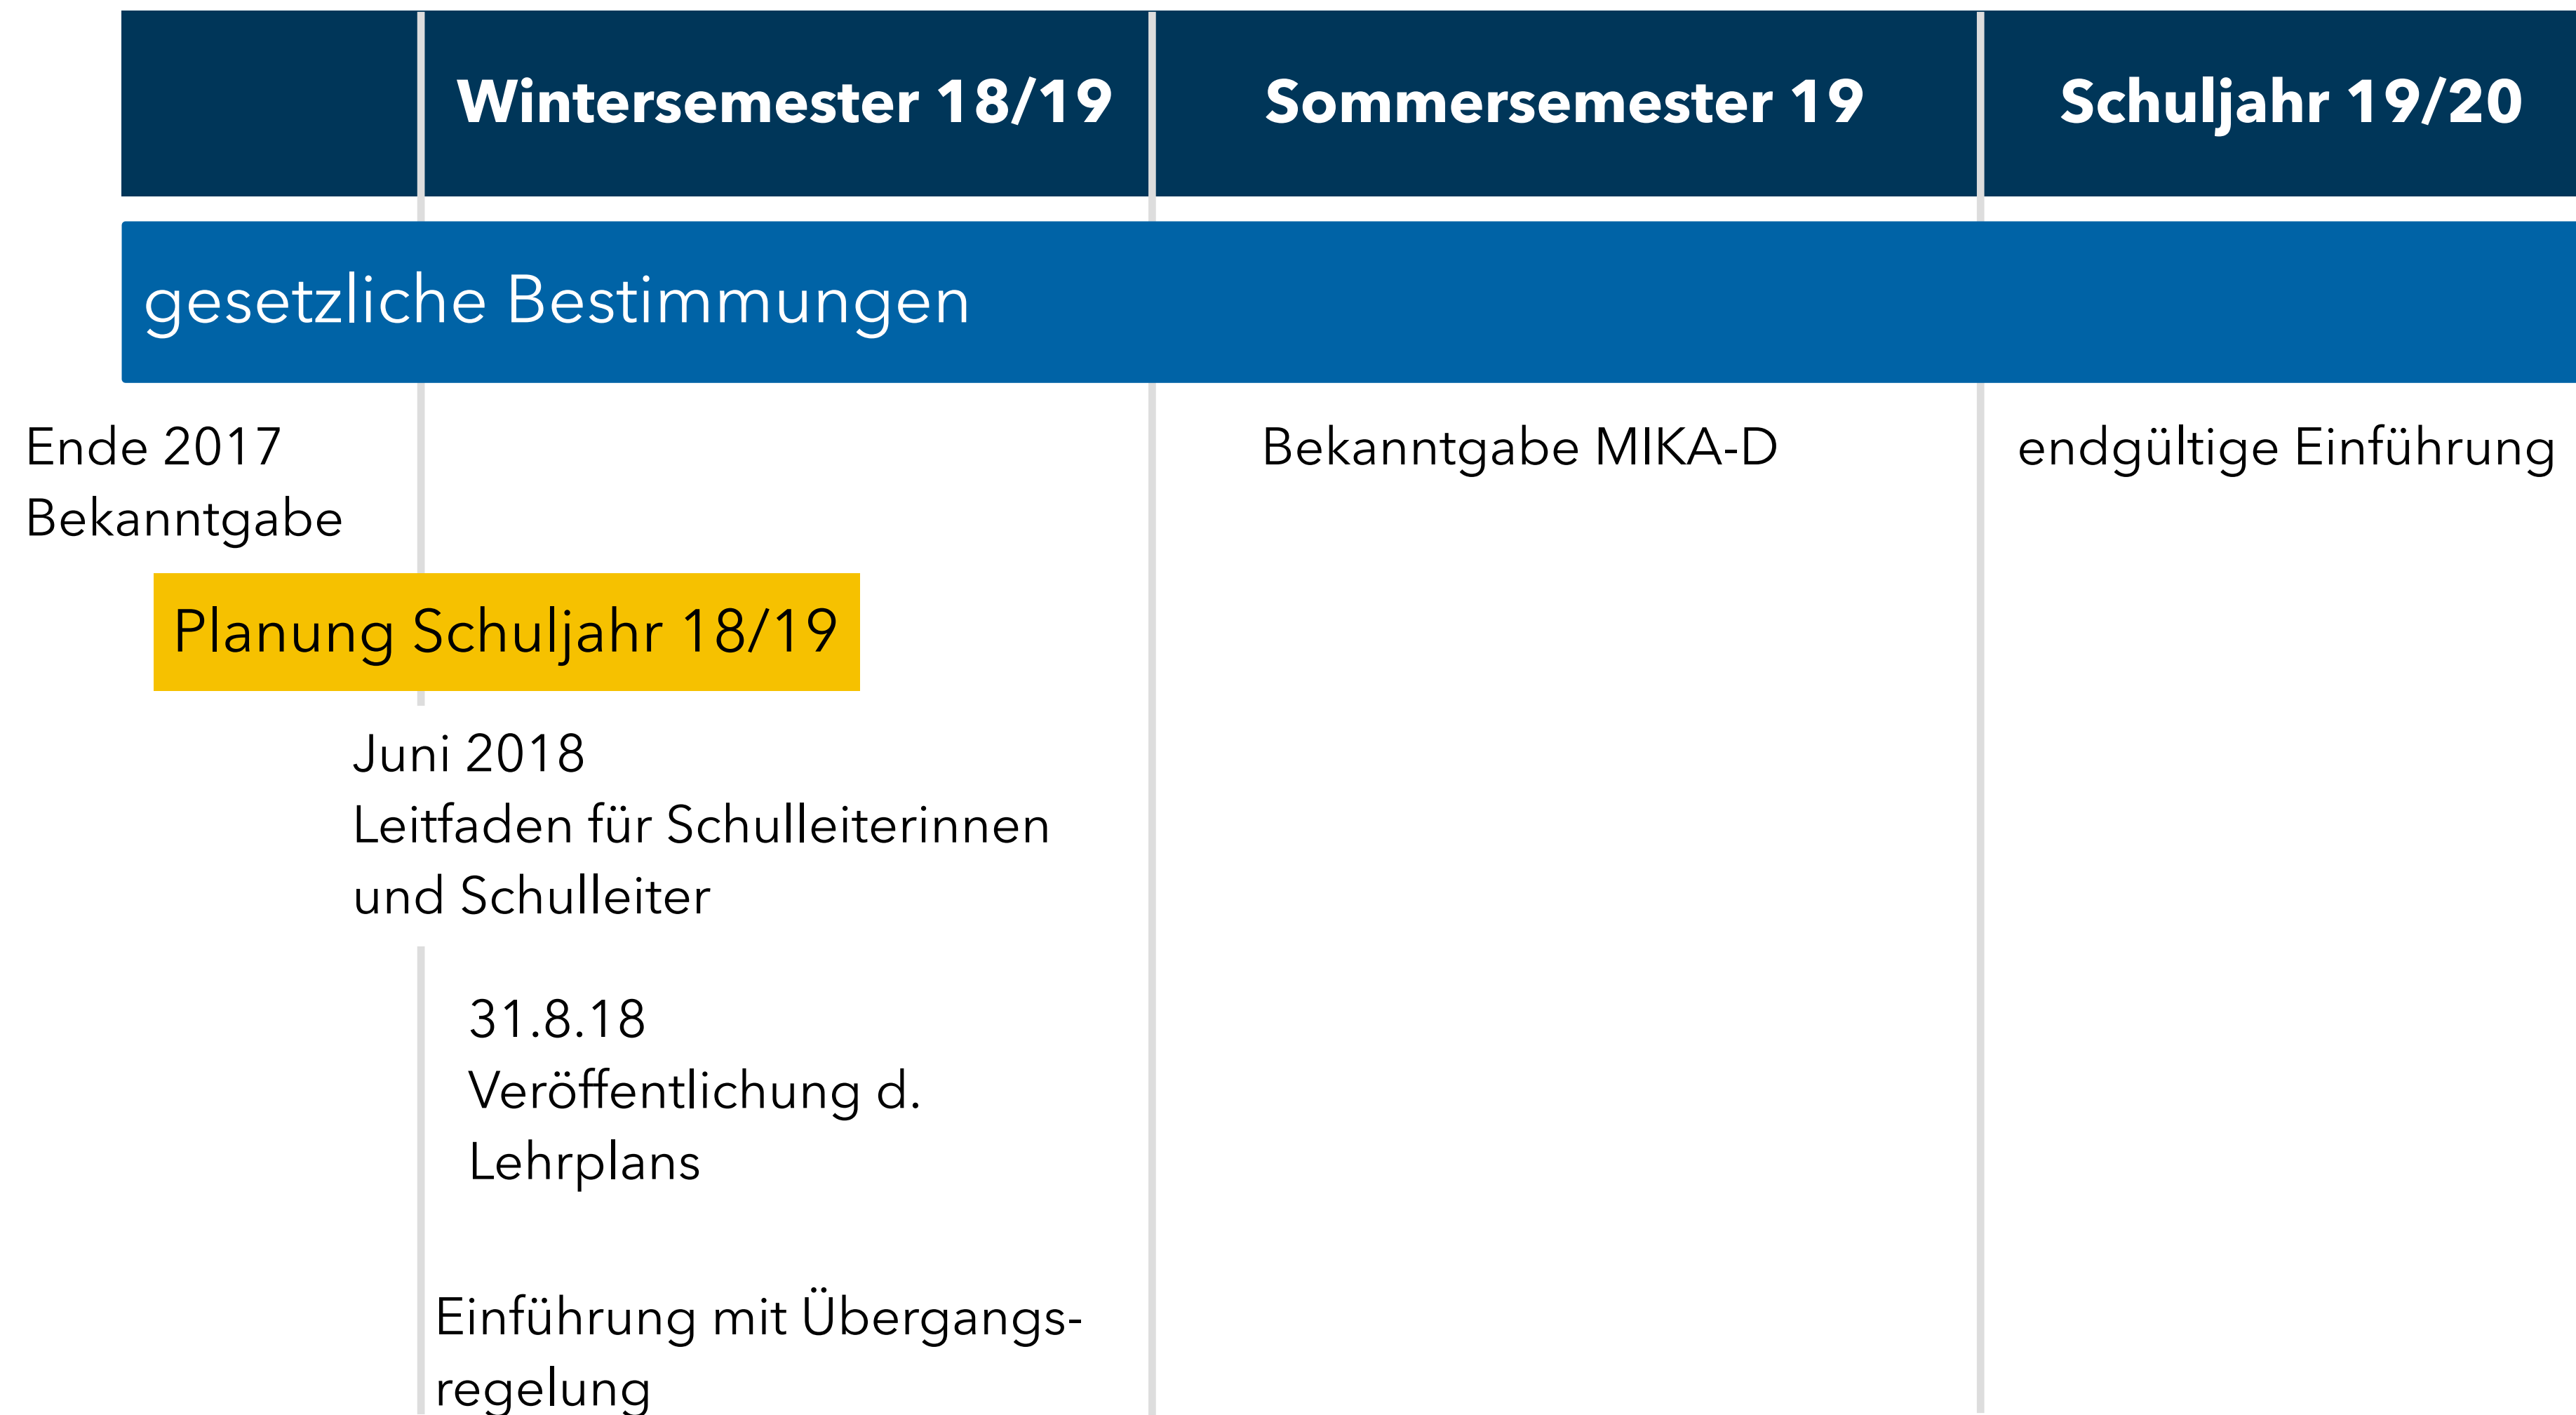 Wintersemester 18/19
Sommersemester 19
Schuljahr 19/20
gesetzliche Bestimmungen
Ende 2017
Bekanntgabe
Bekanntgabe MIKA-D
endgültige Einführung
Planung Schuljahr 18/19
Juni 2018
Leitfaden für Schulleiterinnen
und Schulleiter
31.8.18
Veröffentlichung d.
Lehrplans
Einführung mit Übergangs-
regelung